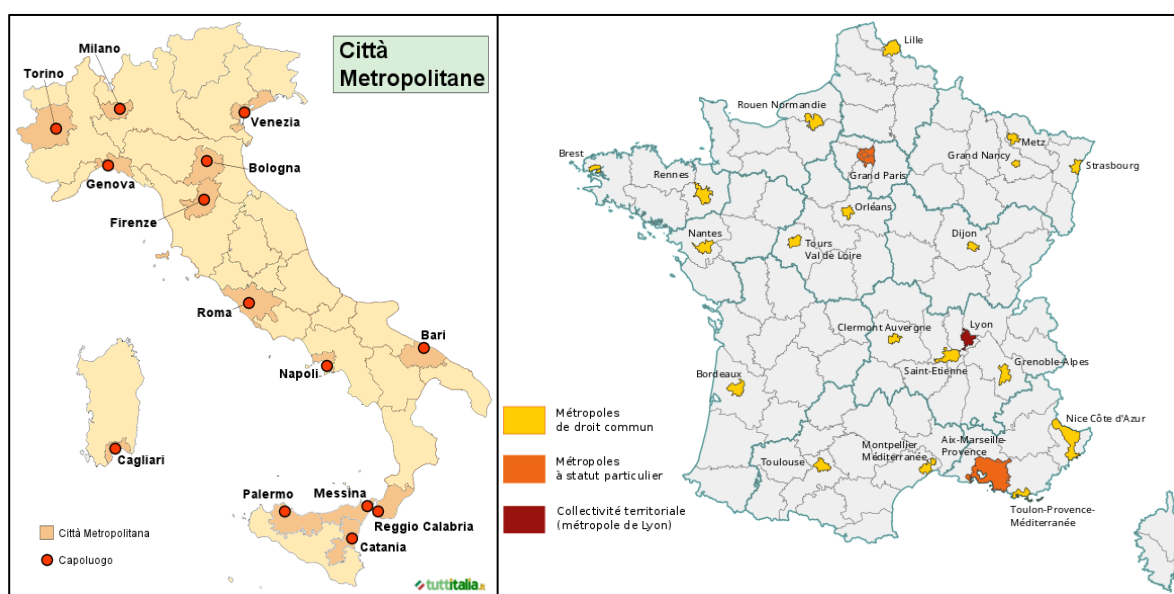 Città
Metropolitane
Milano
Torino
Venezia
Bologna
Genova
Firenze
Roma
Bari
Napoli
Cagliari
Palermo
Messina
Reggio Calabria
Catania
Città Metropolitana
Capoluogo
tuttitalia.it
Lille
Rouen Normandie
Metz
Grand Nancy
Strasbourg
Brest
Rennes
Grand Paris
Orléans
Nantes
Tours
Val de Loire
Dijon
Clermont Auvergne
Lyon
Saint-Etienne
Grenoble-Alpes
Bordeaux
Nice Côte d'Azur
Aix-Marseille-
Provence
Montpellier
Méditerranée
Toulouse
Toulon-Provence-
Méditerranée
Métropoles
de droit commun
Métropoles
à statut particulier
Collectivité territoriale
(métropole de Lyon)